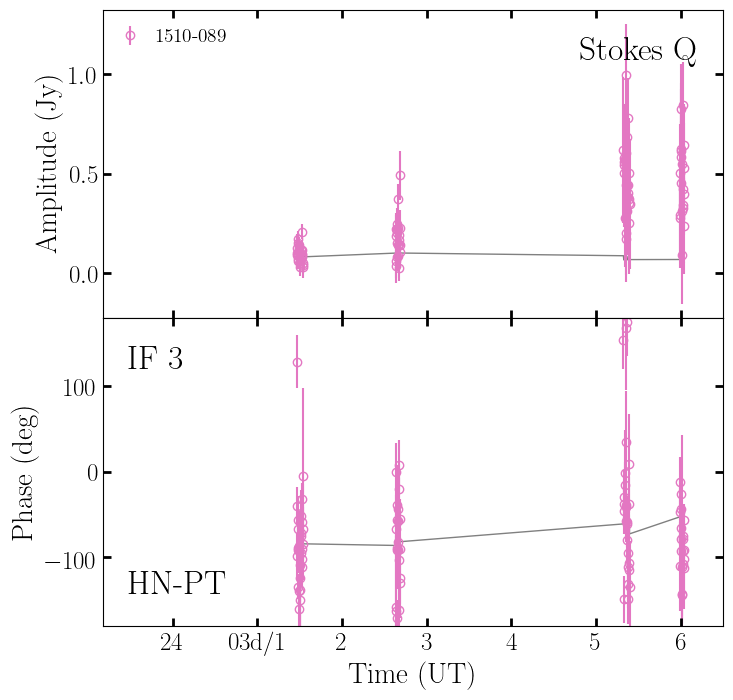 1510-089
Stokes Q
Amplitude (Jy)
1.0
0.5
0.0
IF 3
Phase (deg)
100
0
−100
HN-PT
24 03d/1 2 3 4 5 6
Time (UT)